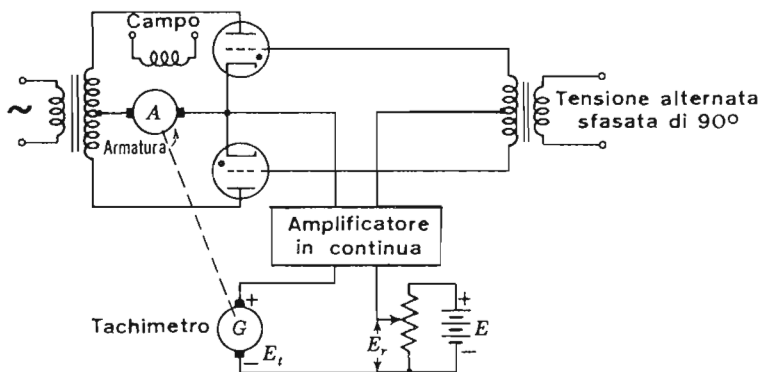 Campo
~
A
Armatura
Tensione alternata
sfasata di 90°
Amplificatore
in continua
+
Tachimetro
G
− E_t
E_r
+
E
−